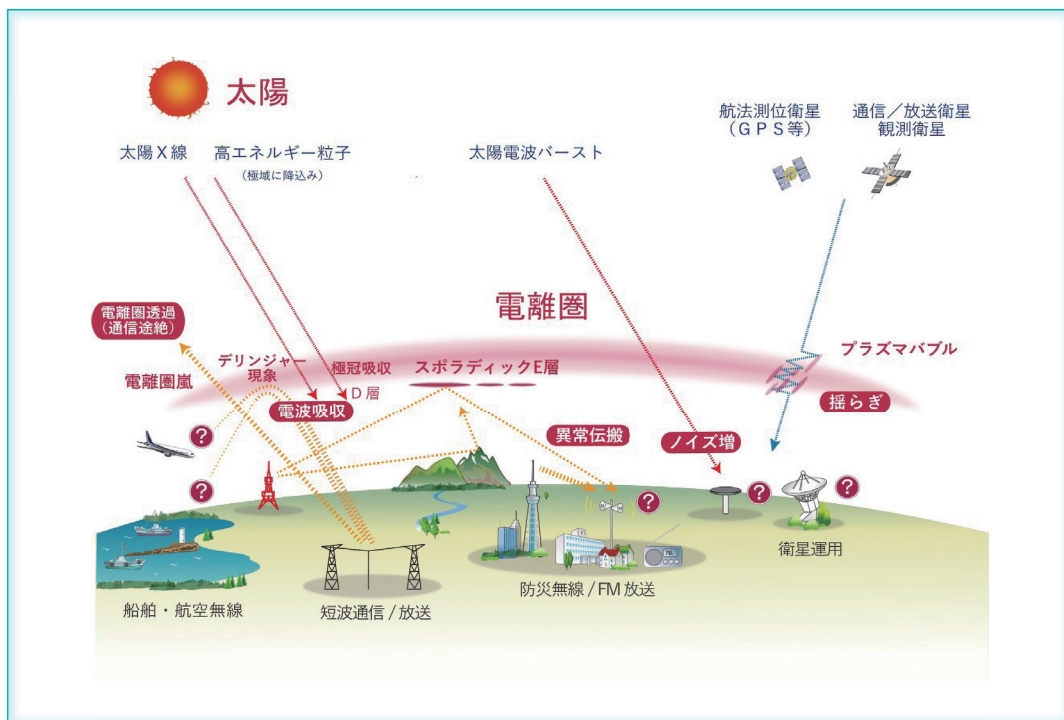 太陽
航法測位衛星
(GPS等)
通信／放送衛星
観測衛星
太陽X線
高エネルギー粒子
(極域に降込み)
太陽電波バースト
電離圏
電離圏透過
(通信途絶)
プラズマバブル
デリンジャー
現象
極冠吸収
スポラディックE層
電離圏嵐
D層
電波吸収
揺らぎ
異常伝搬
ノイズ増
?
?
?
?
?
衛星運用
防災無線/FM放送
船舶・航空無線
短波通信/放送